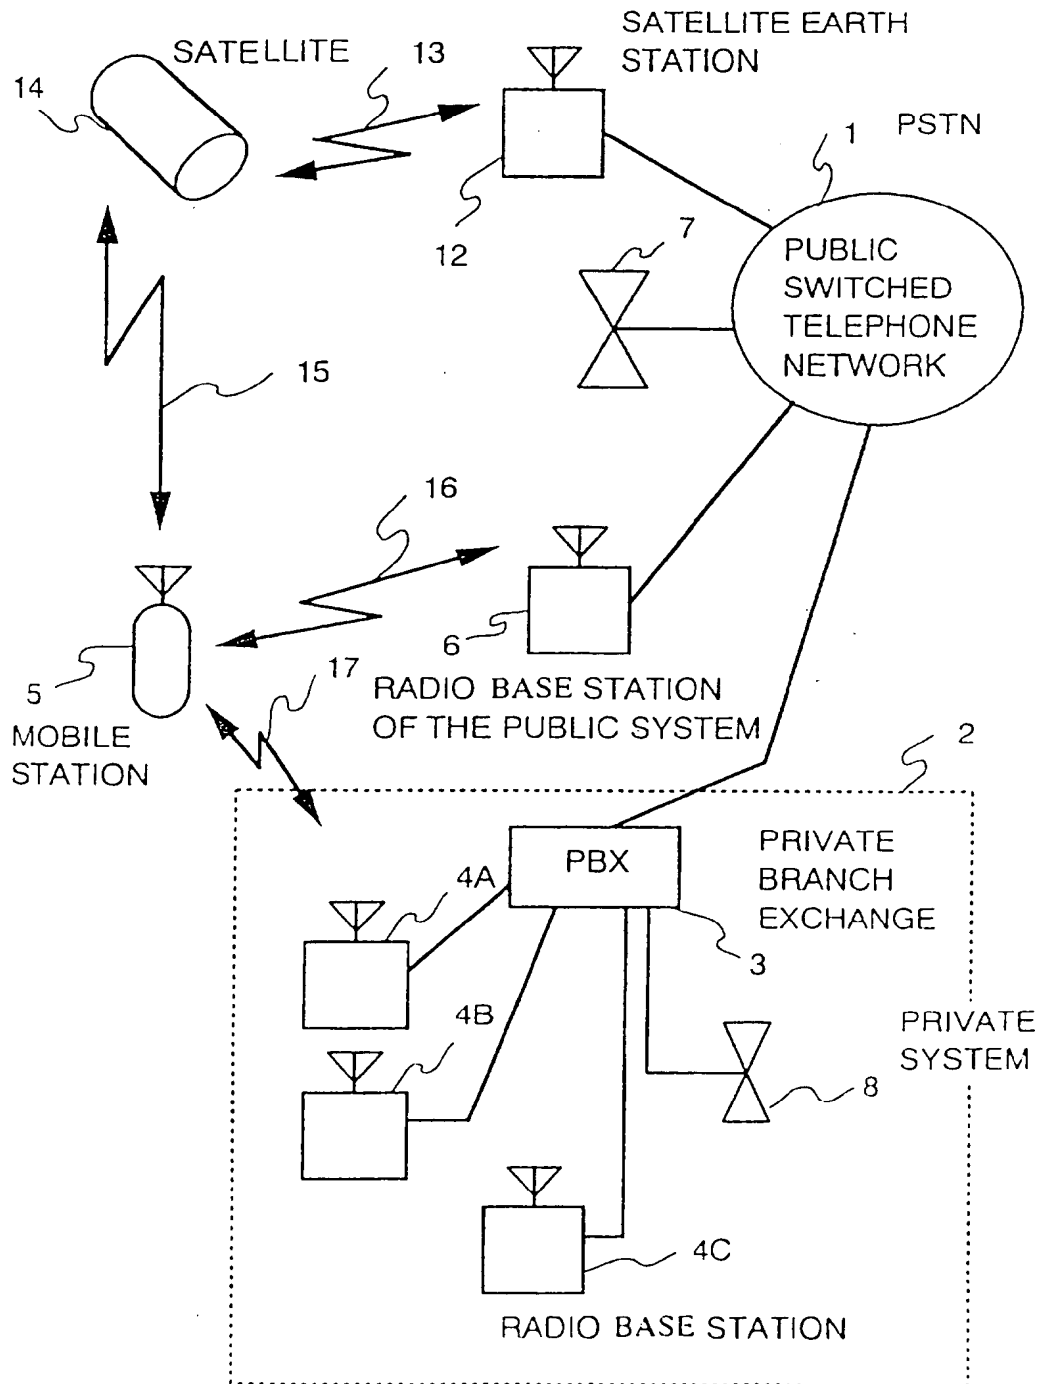 SATELLITE
14
13
SATELLITE EARTH
STATION
12
1
PSTN
7
PUBLIC
SWITCHED
TELEPHONE
NETWORK
15
16
5
MOBILE
STATION
6
RADIO BASE STATION
OF THE PUBLIC SYSTEM
17
2
PBX
PRIVATE
BRANCH
EXCHANGE
3
4A
4B
PRIVATE
SYSTEM
8
4C
RADIO BASE STATION